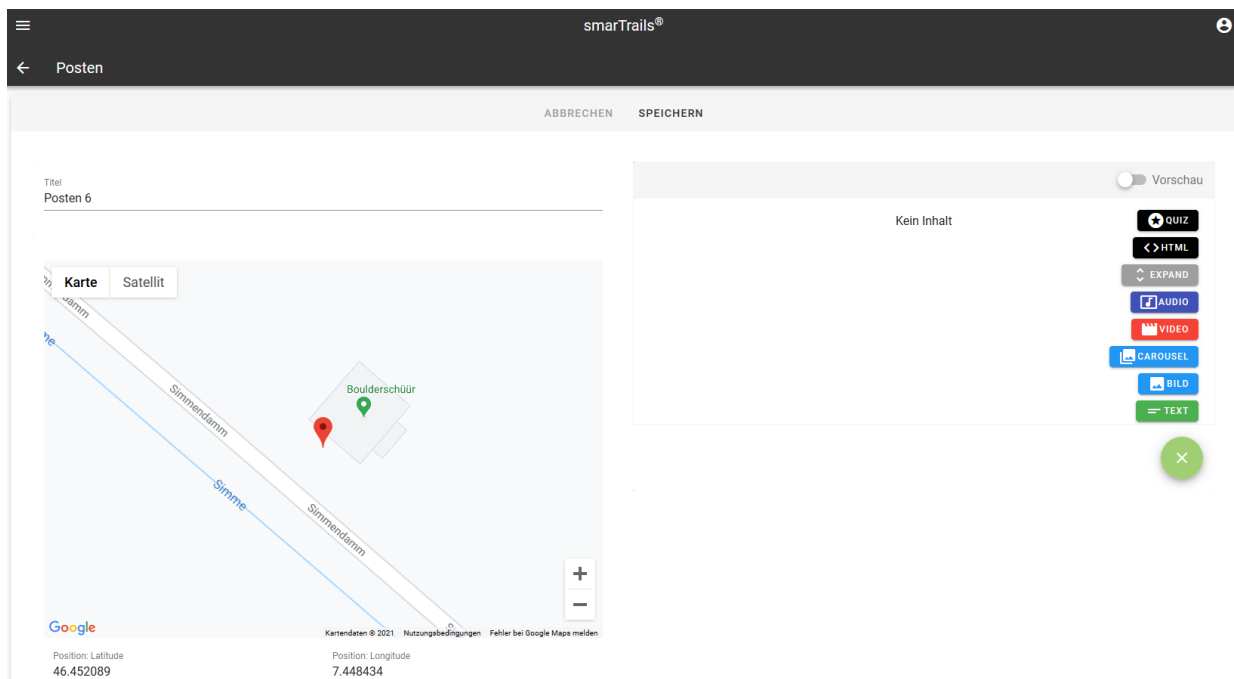 smarTrails®
Posten
ABBRECHEN SPEICHERN
Titel
Posten 6
Karte Satellit
damm
me
Simmendamm
Simme
Simmendamm
Boulderschüür
Google
Kartendaten © 2021 Nutzungsbedingungen Fehler bei Google Maps melden
Position: Latitude
46.452089
Position: Longitude
7.448434
Vorschau
Kein Inhalt
QUIZ
HTML
EXPAND
AUDIO
VIDEO
CAROUSEL
BILD
TEXT